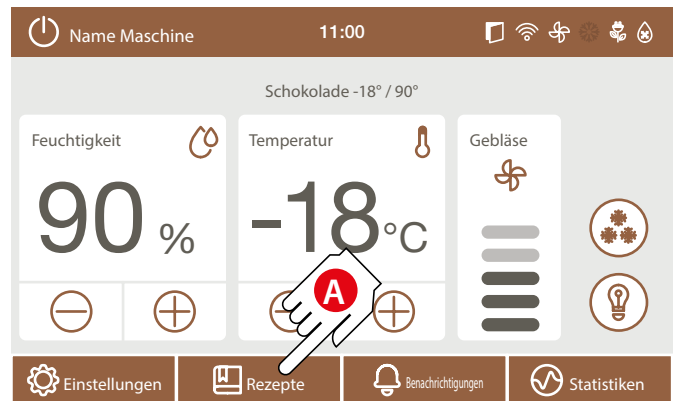 Name Maschine 11:00
Schokolade -18° / 90°
Feuchtigkeit
90 %
Temperatur
-18°C
Gebläse
A
Einstellungen
Rezepte
Benachrichtigungen
Statistiken